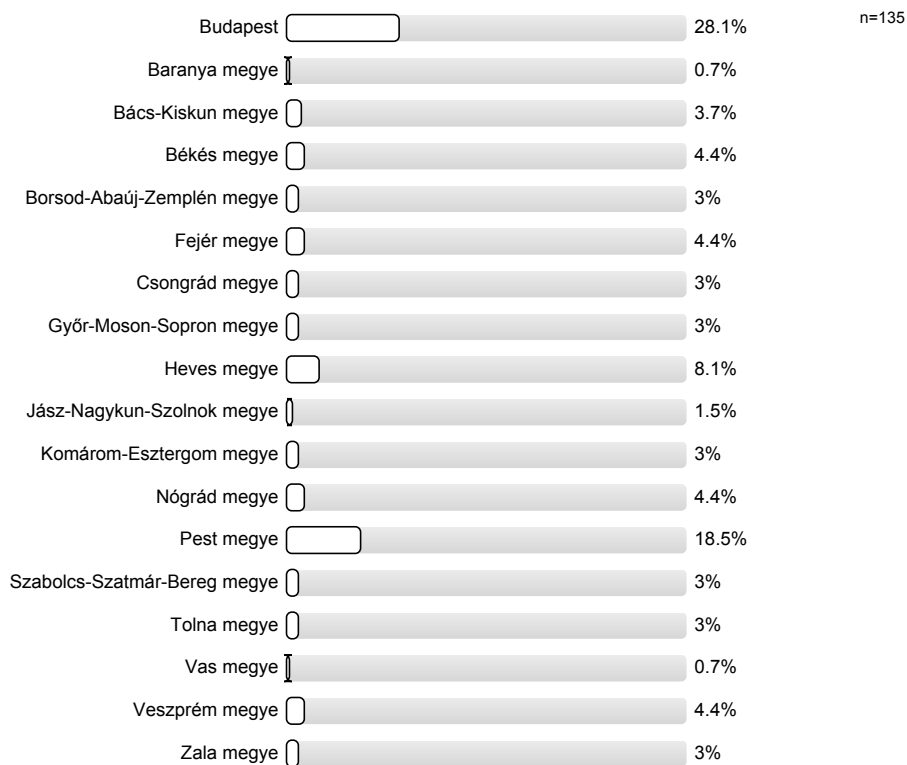 Budapest 28.1% n=135
Baranya megye 0.7%
Bács-Kiskun megye 3.7%
Békés megye 4.4%
Borsod-Abaúj-Zemplén megye 3%
Fejér megye 4.4%
Csongrád megye 3%
Győr-Moson-Sopron megye 3%
Heves megye 8.1%
Jász-Nagykun-Szolnok megye 1.5%
Komárom-Esztergom megye 3%
Nógrád megye 4.4%
Pest megye 18.5%
Szabolcs-Szatmár-Bereg megye 3%
Tolna megye 3%
Vas megye 0.7%
Veszprém megye 4.4%
Zala megye 3%